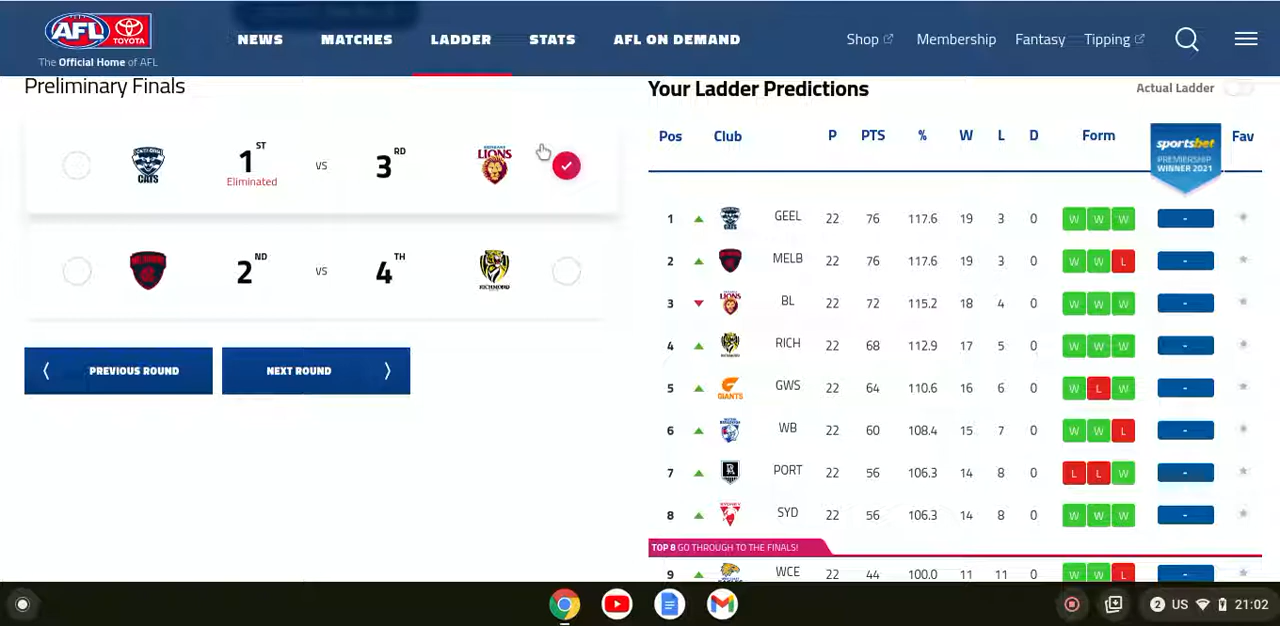 AFL TOYOTA
The Official Home of AFL
NEWS MATCHES LADDER STATS AFL ON DEMAND Shop Membership Fantasy Tipping
Preliminary Finals
1ST vs 3RD
Eliminated
CATS
LIONS
2ND vs 4TH
RICHMOND
PREVIOUS ROUND NEXT ROUND
Your Ladder Predictions Actual Ladder
Pos Club P PTS % W L D Form sportsbet PREMIERSHIP WINNER 2021 Fav
1 GEEL 22 76 117.6 19 3 0 W W W -
2 MELB 22 76 117.6 19 3 0 W W L -
3 BL 22 72 115.2 18 4 0 W W W -
4 RICH 22 68 112.9 17 5 0 W W W -
5 GIANTS GWS 22 64 110.6 16 6 0 W L W -
6 WB 22 60 108.4 15 7 0 W W L -
7 PORT 22 56 106.3 14 8 0 L L W -
8 SYD 22 56 106.3 14 8 0 W W W -
TOP 8 GO THROUGH TO THE FINALS!
9 WCE 22 44 100.0 11 11 0 W W L -
2 US 21:02